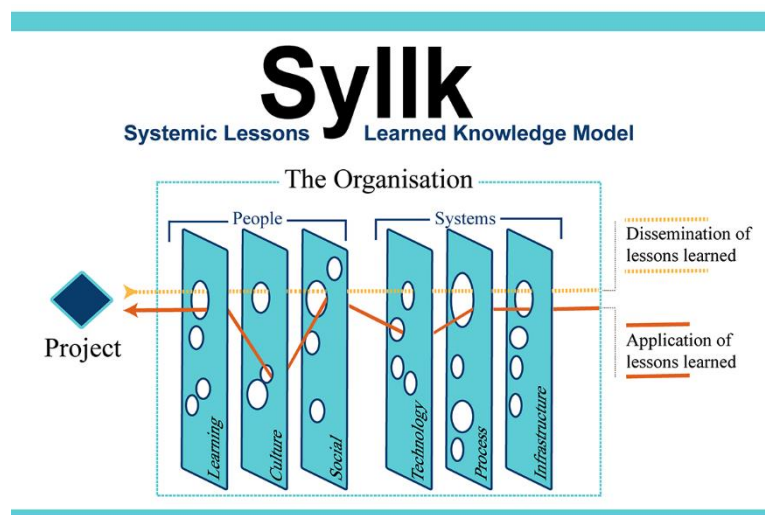 Syllk
Systemic Lessons Learned Knowledge Model
The Organisation
People
Systems
Dissemination of
lessons learned
Project
Application of
lessons learned
Learning
Culture
Social
Technology
Process
Infrastructure